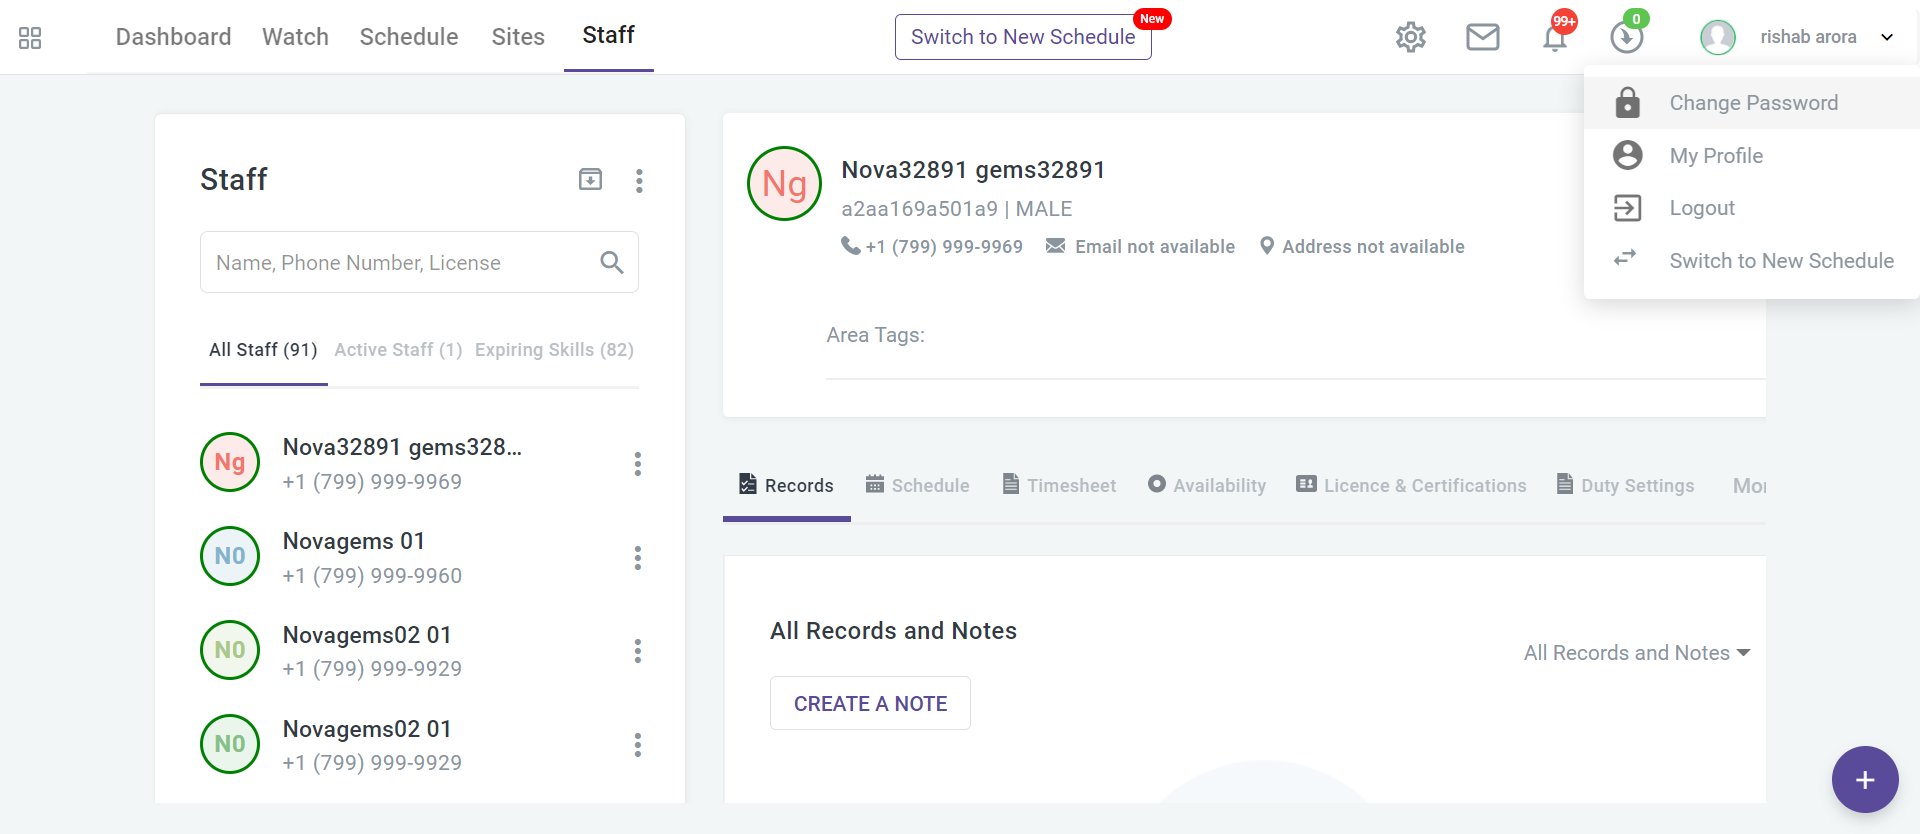 Dashboard Watch Schedule Sites Staff
Switch to New Schedule New
99+ 0 rishab arora
Change Password
My Profile
Logout
Switch to New Schedule
Staff
Name, Phone Number, License
All Staff (91) Active Staff (1) Expiring Skills (82)
Ng Nova32891 gems328...
+1 (799) 999-9969
N0 Novagems 01
+1 (799) 999-9960
N0 Novagems02 01
+1 (799) 999-9929
N0 Novagems02 01
+1 (799) 999-9929
Ng Nova32891 gems32891
a2aa169a501a9 | MALE
+1 (799) 999-9969 Email not available Address not available
Area Tags:
Records Schedule Timesheet Availability Licence & Certifications Duty Settings
All Records and Notes
All Records and Notes
CREATE A NOTE
+